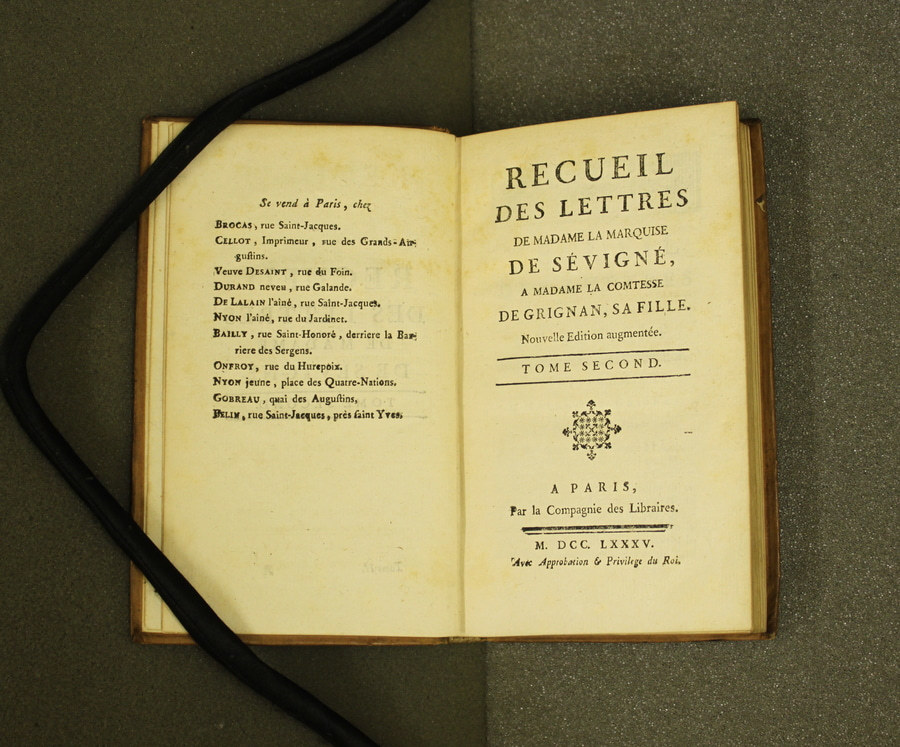 Se vend à Paris, chez
BROCAS, rue Saint-Jacques.
CELLOT, Imprimeur, rue des Grands-Au-
gustins.
Veuve DESAINT, rue du Foin.
DURAND neveu, rue Galande.
DE LALAIN l'aîné, rue Saint-Jacques.
NYON l'aîné, rue du Jardinet.
BAILLY, rue Saint-Honoré, derriere la Bar-
riere des Sergens.
ONFROY, rue du Hurepoix.
NYON jeune, place des Quatre-Nations.
GOBREAU, quai des Augustins,
BELIN, rue Saint-Jacques, près saint Yves.
RECUEIL
DES LETTRES
DE MADAME LA MARQUISE
DE SÉVIGNÉ,
A MADAME LA COMTESSE
DE GRIGNAN, SA FILLE.
Nouvelle Edition augmentée.
TOME SECOND.
A PARIS,
Par la Compagnie des Libraires.
M. DCC. LXXXV.
Avec Approbation & Privilege du Roi.